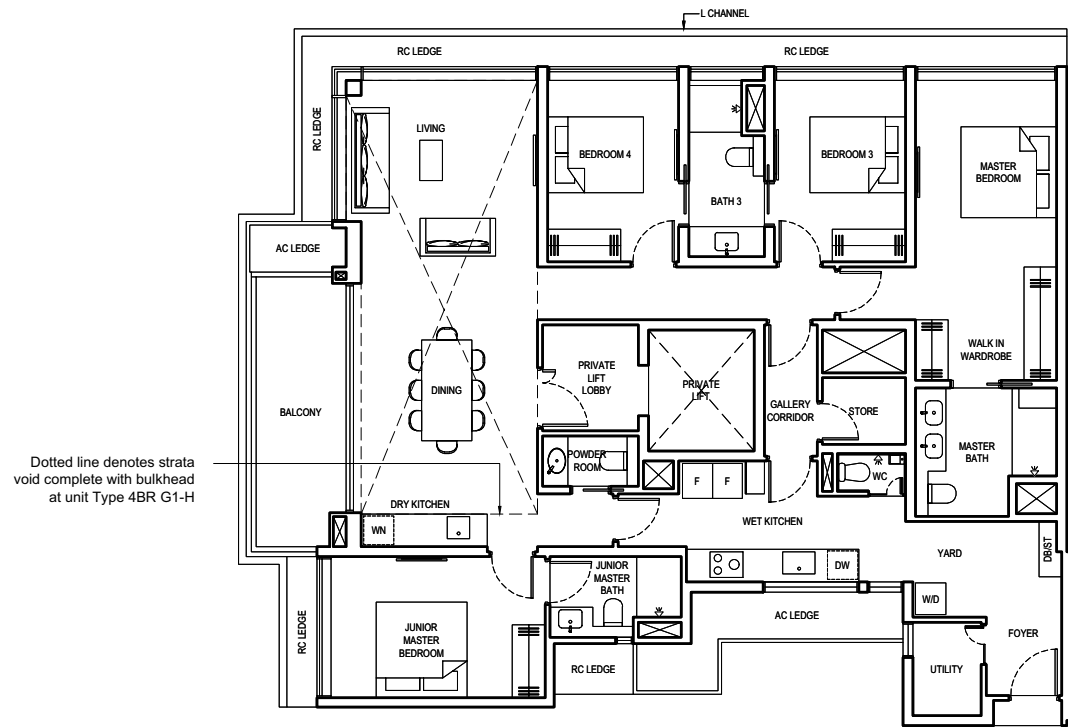 L CHANNEL
RC LEDGE
RC LEDGE
RC LEDGE
LIVING
BEDROOM 4
BATH 3
BEDROOM 3
MASTER
BEDROOM
AC LEDGE
BALCONY
DINING
PRIVATE
LIFT
LOBBY
PRIVATE
LIFT
GALLERY
CORRIDOR
STORE
WALK IN
WARDROBE
MASTER
BATH
POWDER
ROOM
WC
F
F
Dotted line denotes strata
void complete with bulkhead
at unit Type 4BR G1-H
DRY KITCHEN
WN
WET KITCHEN
YARD
DB/ST
DW
W/D
JUNIOR
MASTER
BATH
RC LEDGE
JUNIOR
MASTER
BEDROOM
RC LEDGE
AC LEDGE
UTILITY
FOYER